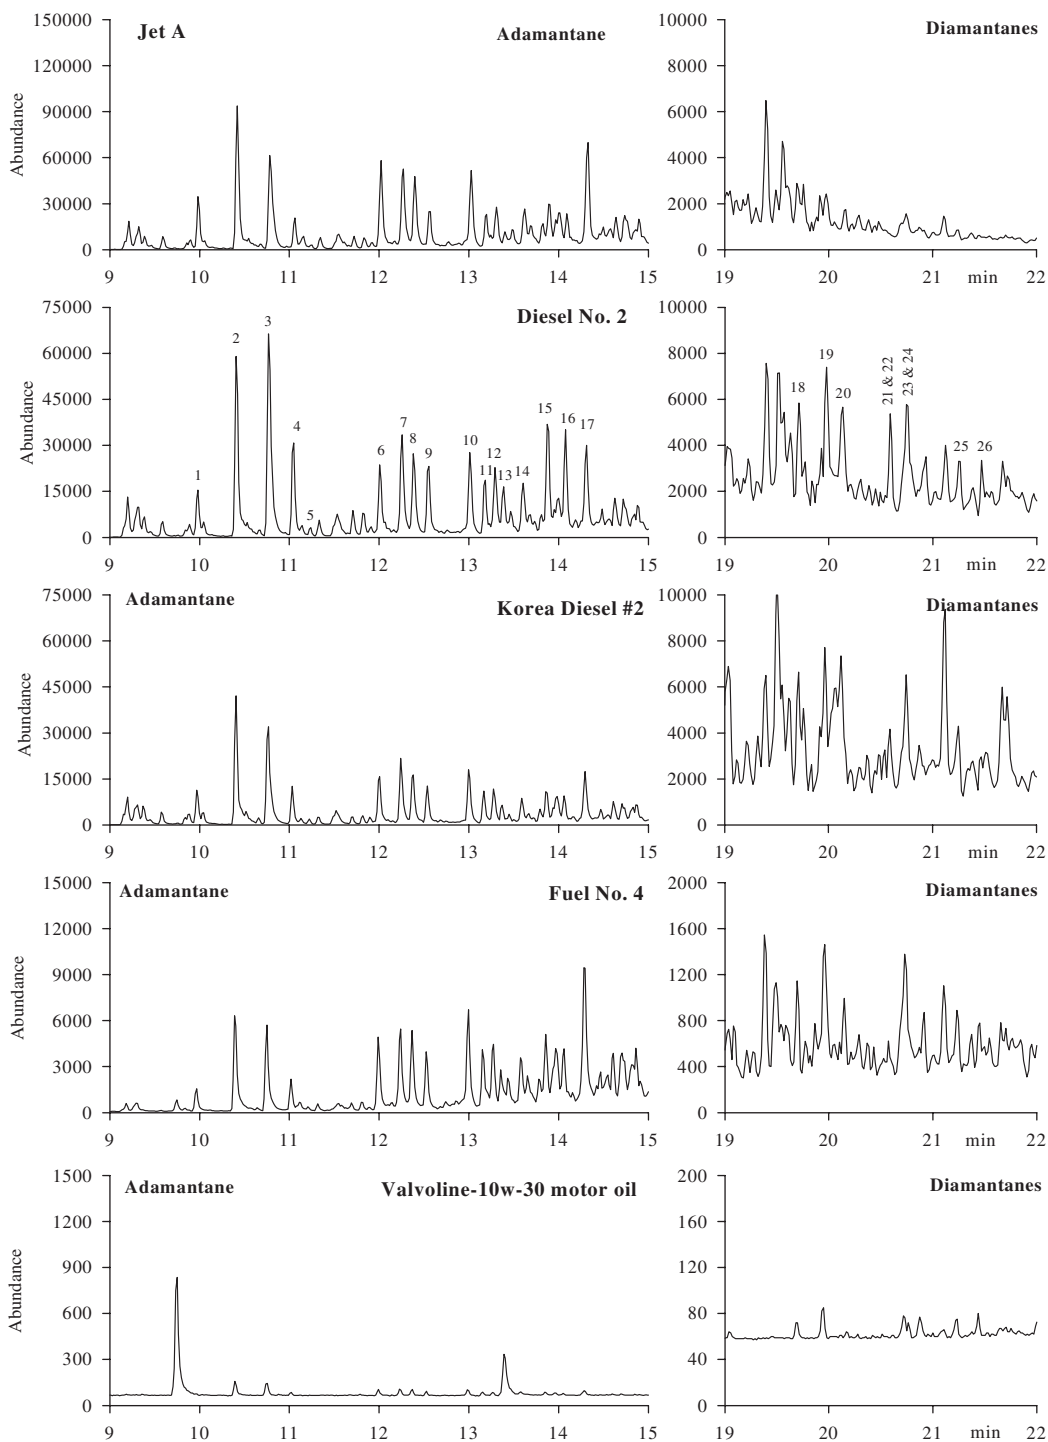 Jet A
Adamantane
Abundance
150000
120000
90000
60000
30000
0
9 10 11 12 13 14 15
Diamantanes
10000
8000
6000
4000
2000
0
19 20 21 min 22
Diesel No. 2
Abundance
75000
60000
45000
30000
15000
0
1 2 3 4 5 6 7 8 9 10 11 12 13 14 15 16 17
9 10 11 12 13 14 15
10000
8000
6000
4000
2000
0
18 19 20 21 & 22 23 & 24 25 26
19 20 21 min 22
Adamantane
Korea Diesel #2
Abundance
75000
60000
45000
30000
15000
0
9 10 11 12 13 14 15
Diamantanes
10000
8000
6000
4000
2000
0
19 20 21 min 22
Adamantane
Fuel No. 4
Abundance
15000
12000
9000
6000
3000
0
9 10 11 12 13 14 15
Diamantanes
2000
1600
1200
800
400
0
19 20 21 min 22
Adamantane
Valvoline-10w-30 motor oil
Abundance
1500
1200
900
600
300
0
9 10 11 12 13 14 15
Diamantanes
200
160
120
80
40
0
19 20 21 min 22